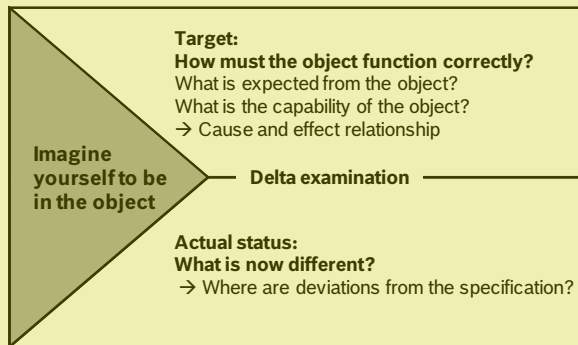 Target:
How must the object function correctly?
What is expected from the object?
What is the capability of the object?
→ Cause and effect relationship
Imagine
yourself to be
in the object
Delta examination
Actual status:
What is now different?
→ Where are deviations from the specification?